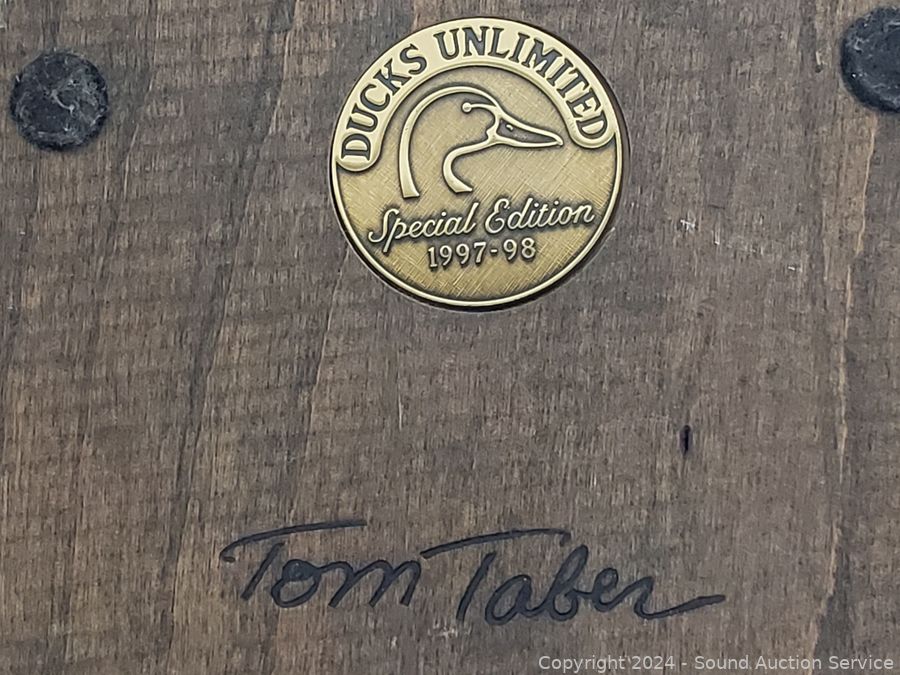 DUCKS UNLIMITED
Special Edition
1997-98
Tom Taber
Copyright 2024 - Sound Auction Service